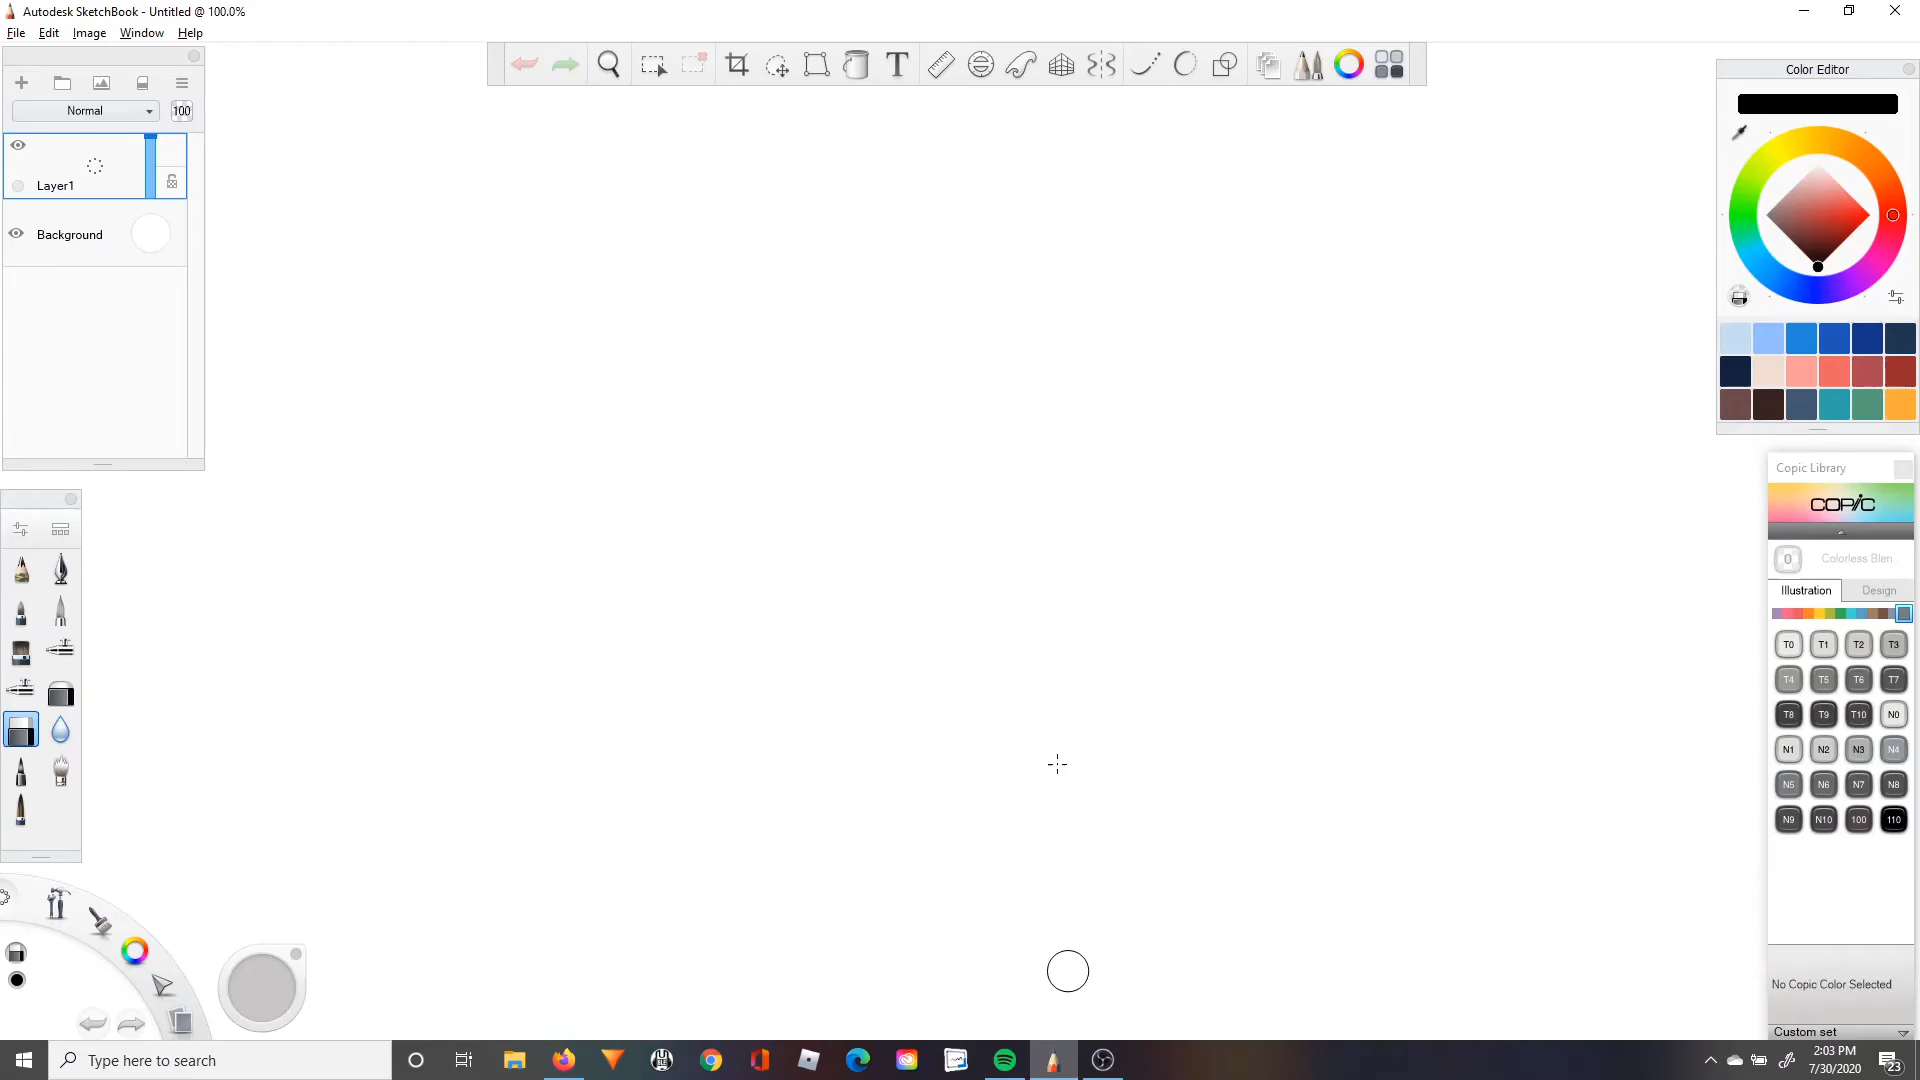 Autodesk SketchBook - Untitled @ 100.0%
File Edit Image Window Help
Normal 100
Layer1
Background
T
Color Editor
Copic Library
COPIC
0 Colorless Blen...
Illustration Design
T0 T1 T2 T3
T4 T5 T6 T7
T8 T9 T10 N0
N1 N2 N3 N4
N5 N6 N7 N8
N9 N10 100 110
No Copic Color Selected
Custom set
Type here to search
2:03 PM
7/30/2020
23